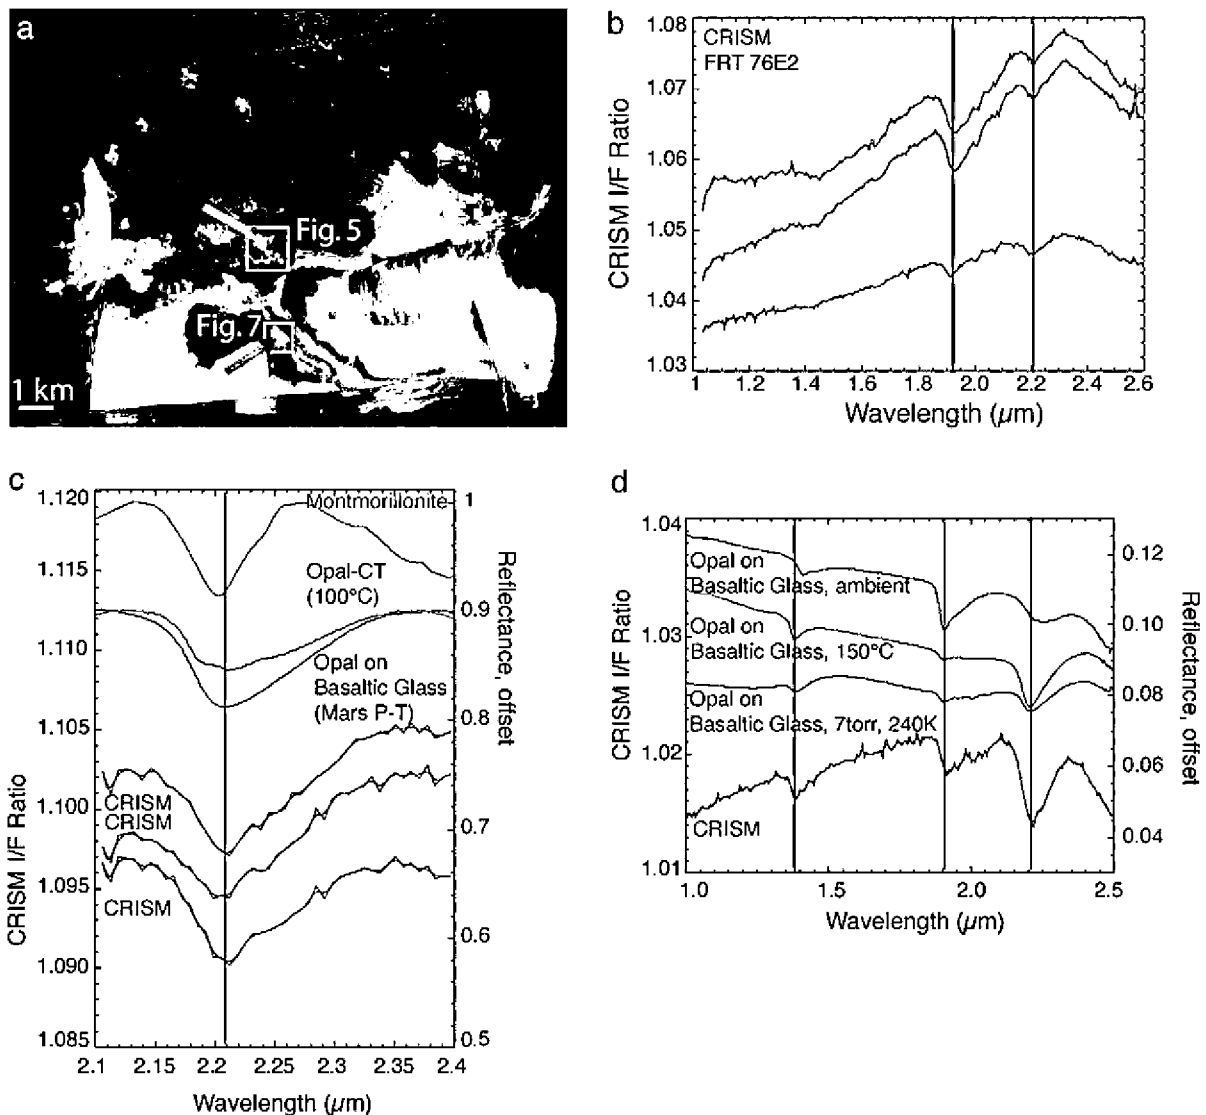 a
Fig. 5
Fig. 7
1 km
b
CRISM
FRT 76E2
CRISM I/F Ratio
1.08
1.07
1.06
1.05
1.04
1.03
1.0 1.2 1.4 1.6 1.8 2.0 2.2 2.4 2.6
Wavelength (µm)
c
CRISM I/F Ratio
1.120
1.115
1.110
1.105
1.100
1.095
1.090
1.085
Montmorillonite
Opal-CT
(100°C)
Opal on
Basaltic Glass
(Mars P-T)
CRISM
CRISM
CRISM
1
0.9
0.8
0.7
0.6
0.5
Reflectance, offset
2.1 2.15 2.2 2.25 2.3 2.35 2.4
Wavelength (µm)
d
CRISM I/F Ratio
1.04
1.03
1.02
1.01
Opal on
Basaltic Glass, ambient
Opal on
Basaltic Glass, 150°C
Opal on
Basaltic Glass, 7torr, 240K
CRISM
0.12
0.10
0.08
0.06
0.04
Reflectance, offset
1.0 1.5 2.0 2.5
Wavelength (µm)